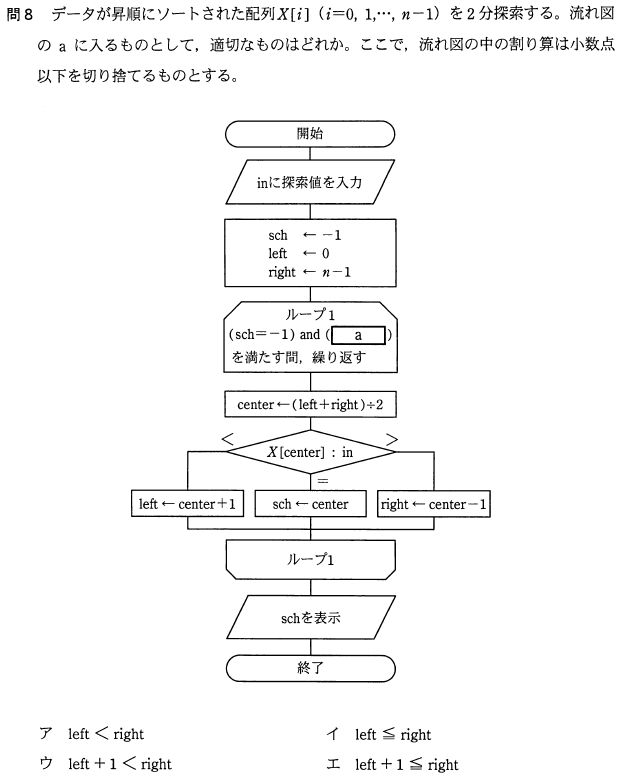 問8 データが昇順にソートされた配列X[i]（i=0, 1,…, n−1）を2分探索する。流れ図
の a に入るものとして，適切なものはどれか。ここで，流れ図の中の割り算は小数点
以下を切り捨てるものとする。
開始
inに探索値を入力
sch ← −1
left ← 0
right ← n−1
ループ1
(sch=−1) and ( a )
を満たす間，繰り返す
center←(left+right)÷2
< X[center] : in >
=
left ← center+1 sch ← center right ← center−1
ループ1
schを表示
終了
ア left < right イ left ≦ right
ウ left + 1 < right エ left + 1 ≦ right